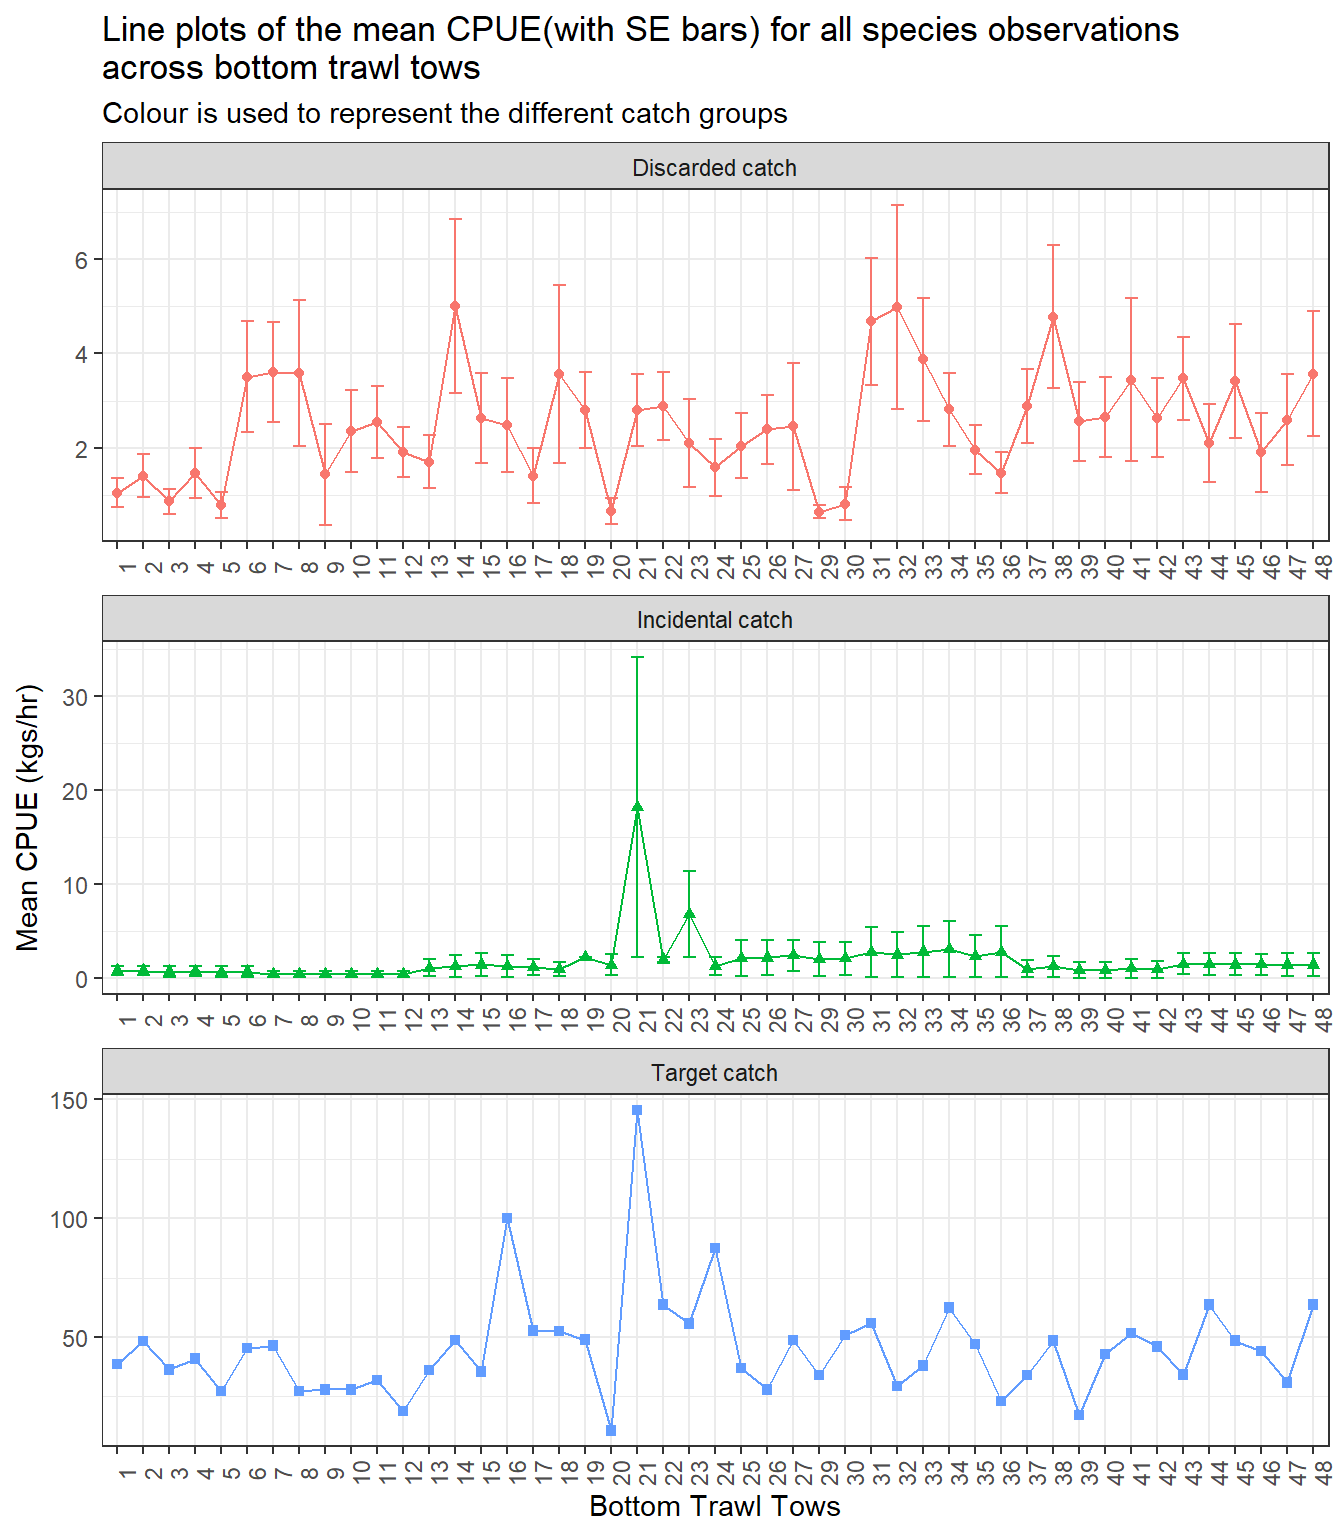 Line plots of the mean CPUE(with SE bars) for all species observations
across bottom trawl tows
Colour is used to represent the different catch groups
Discarded catch
6
4
2
1 2 3 4 5 6 7 8 9 10 11 12 13 14 15 16 17 18 19 20 21 22 23 24 25 26 27 29 30 31 32 33 34 35 36 37 38 39 40 41 42 43 44 45 46 47 48
Incidental catch
Mean CPUE (kgs/hr)
30
20
10
0
1 2 3 4 5 6 7 8 9 10 11 12 13 14 15 16 17 18 19 20 21 22 23 24 25 26 27 29 30 31 32 33 34 35 36 37 38 39 40 41 42 43 44 45 46 47 48
Target catch
150
100
50
1 2 3 4 5 6 7 8 9 10 11 12 13 14 15 16 17 18 19 20 21 22 23 24 25 26 27 29 30 31 32 33 34 35 36 37 38 39 40 41 42 43 44 45 46 47 48
Bottom Trawl Tows